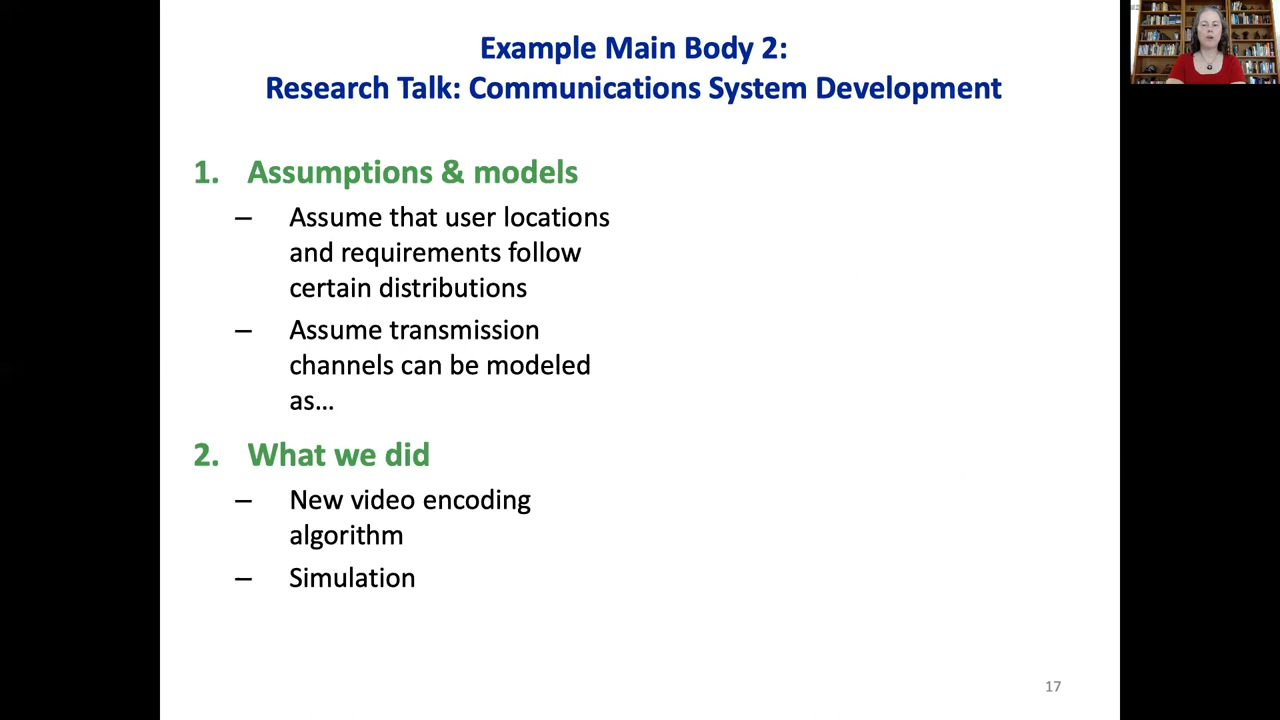 Example Main Body 2:
Research Talk: Communications System Development
1. Assumptions & models
– Assume that user locations
and requirements follow
certain distributions
– Assume transmission
channels can be modeled
as…
2. What we did
– New video encoding
algorithm
– Simulation
17